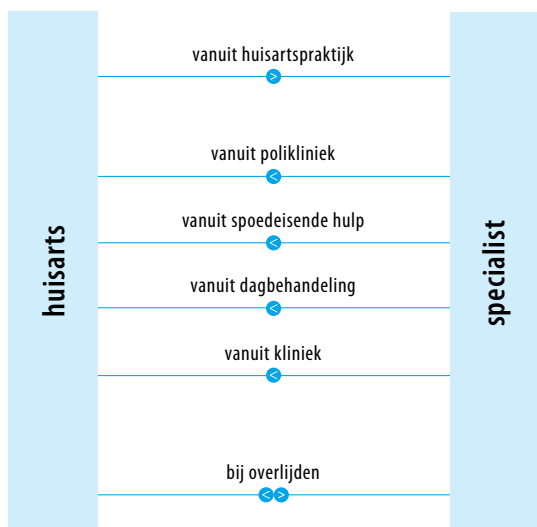 huisarts
vanuit huisartspraktijk
>
vanuit polikliniek
<
vanuit spoedeisende hulp
<
vanuit dagbehandeling
<
vanuit kliniek
<
bij overlijden
< >
specialist